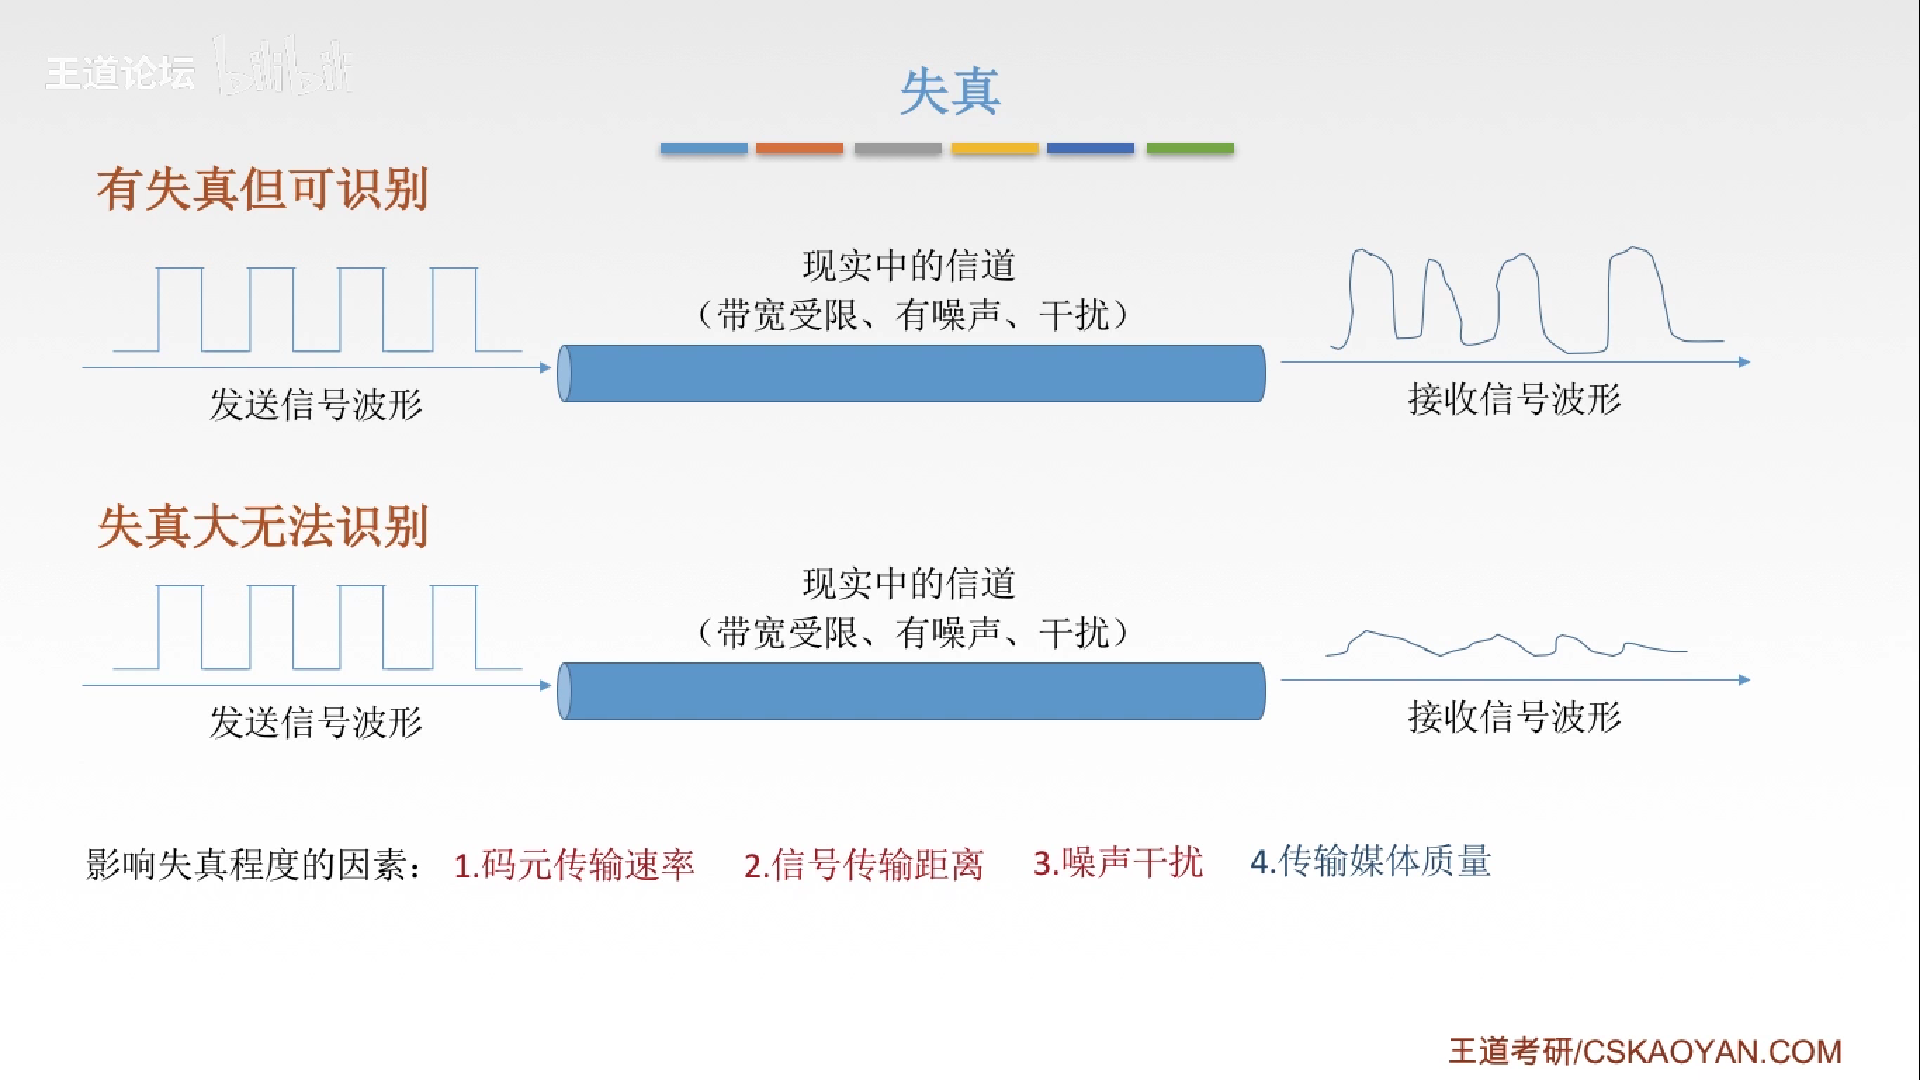 王道论坛 bilibili
失真
有失真但可识别
现实中的信道
（带宽受限、有噪声、干扰）
发送信号波形
接收信号波形
失真大无法识别
现实中的信道
（带宽受限、有噪声、干扰）
发送信号波形
接收信号波形
影响失真程度的因素： 1.码元传输速率 2.信号传输距离 3.噪声干扰 4.传输媒体质量
王道考研/CSKAOYAN.COM